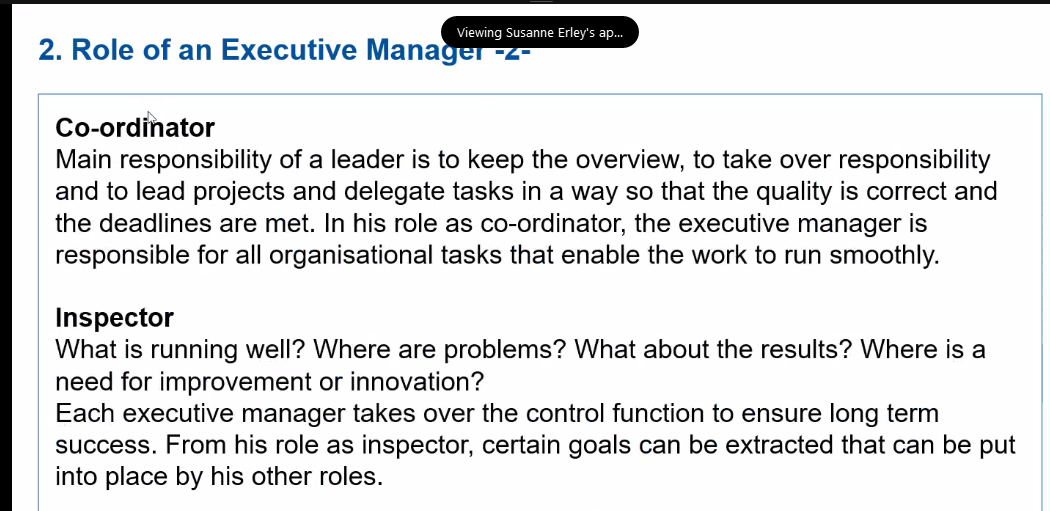 Viewing Susanne Erley's ap...
2. Role of an Executive Manager -2-
Co-ordinator
Main responsibility of a leader is to keep the overview, to take over responsibility
and to lead projects and delegate tasks in a way so that the quality is correct and
the deadlines are met. In his role as co-ordinator, the executive manager is
responsible for all organisational tasks that enable the work to run smoothly.
Inspector
What is running well? Where are problems? What about the results? Where is a
need for improvement or innovation?
Each executive manager takes over the control function to ensure long term
success. From his role as inspector, certain goals can be extracted that can be put
into place by his other roles.